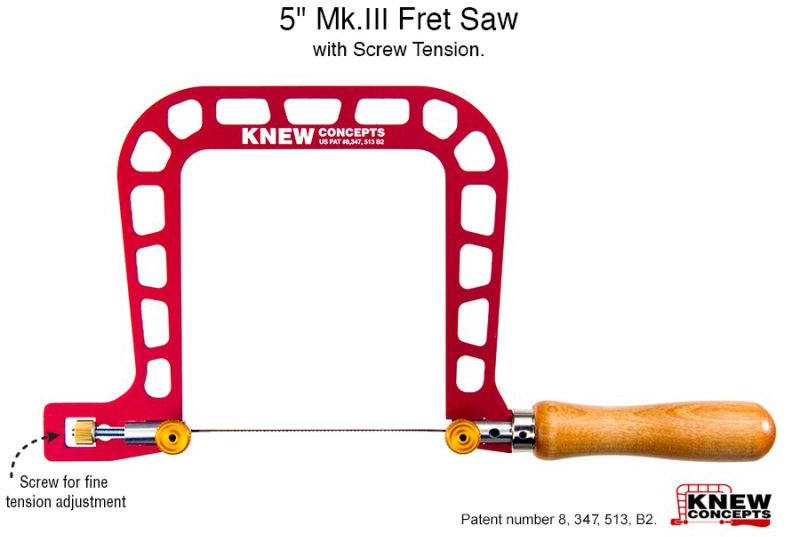 5" Mk.III Fret Saw
with Screw Tension.
KNEW CONCEPTS
US PAT #8,347, 513 B2
Screw for fine
tension adjustment
Patent number 8, 347, 513, B2.
KNEW
CONCEPTS